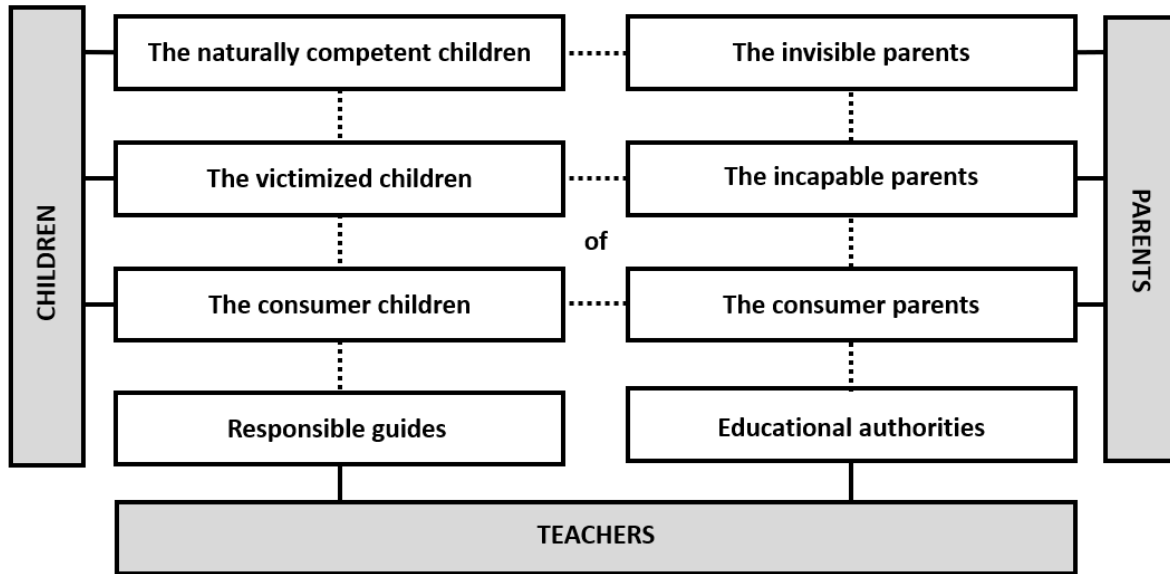 CHILDREN
The naturally competent children
The invisible parents
The victimized children
The incapable parents
of
The consumer children
The consumer parents
Responsible guides
Educational authorities
PARENTS
TEACHERS